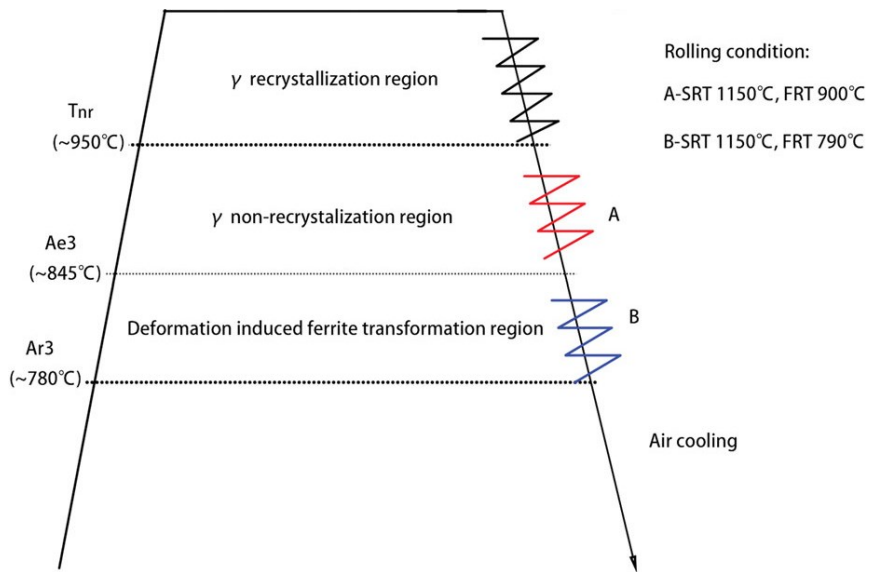 γ recrystallization region
Rolling condition:
A-SRT 1150℃, FRT 900℃
B-SRT 1150℃, FRT 790℃
Tnr
(~950℃)
γ non-recrystalization region
A
Ae3
(~845℃)
Deformation induced ferrite transformation region
B
Ar3
(~780℃)
Air cooling